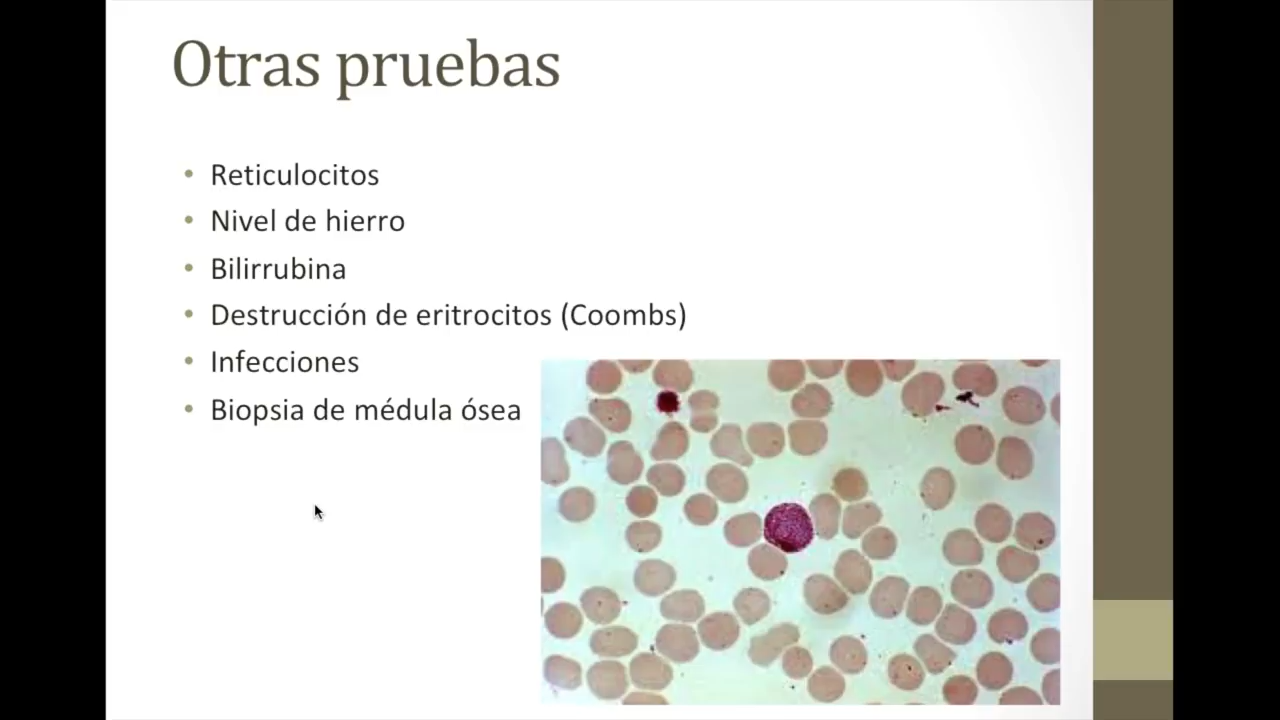 Otras pruebas
• Reticulocitos
• Nivel de hierro
• Bilirrubina
• Destrucción de eritrocitos (Coombs)
• Infecciones
• Biopsia de médula ósea